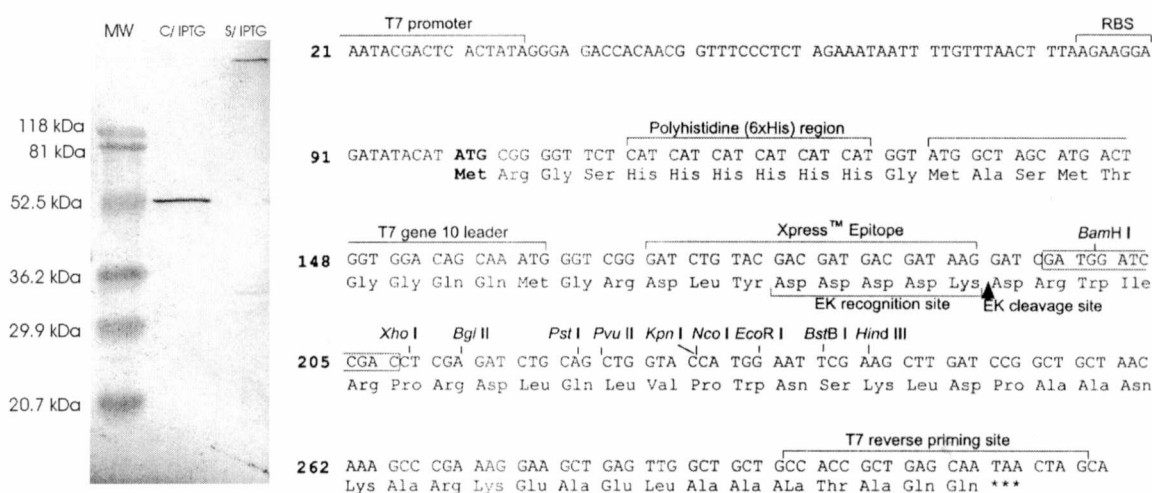 MW C/ IPTG S/ IPTG
118 kDa
81 kDa
52.5 kDa
36.2 kDa
29.9 kDa
20.7 kDa
T7 promoter RBS
21 AATACGACTC ACTATAGGGA GACCACAACG GTTTCCCTCT AGAAATAATT TTGTTTAACT TTAAGAAGGA
Polyhistidine (6xHis) region
91 GATATACAT ATG CGG GGT TCT CAT CAT CAT CAT CAT CAT GGT ATG GCT AGC ATG ACT
Met Arg Gly Ser His His His His His His Gly Met Ala Ser Met Thr
T7 gene 10 leader Xpress™ Epitope BamH I
148 GGT GGA CAG CAA ATG GGT CGG GAT CTG TAC GAC GAT GAC GAT AAG GAT CGA TGG ATC
Gly Gly Gln Gln Met Gly Arg Asp Leu Tyr Asp Asp Asp Asp Lys Asp Arg Trp Ile
EK recognition site EK cleavage site
Xho I Bgl II Pst I Pvu II Kpn I Nco I EcoR I BstB I Hind III
205 CGA CCT CGA GAT CTG CAG CTG GTA CCA TGG AAT TCG AAG CTT GAT CCG GCT GCT AAC
Arg Pro Arg Asp Leu Gln Leu Val Pro Trp Asn Ser Lys Leu Asp Pro Ala Ala Asn
T7 reverse priming site
262 AAA GCC CGA AAG GAA GCT GAG TTG GCT GCT GCC ACC GCT GAG CAA TAA CTAGCA
Lys Ala Arg Lys Glu Ala Glu Leu Ala Ala ALa Thr Ala Gln Gln ***